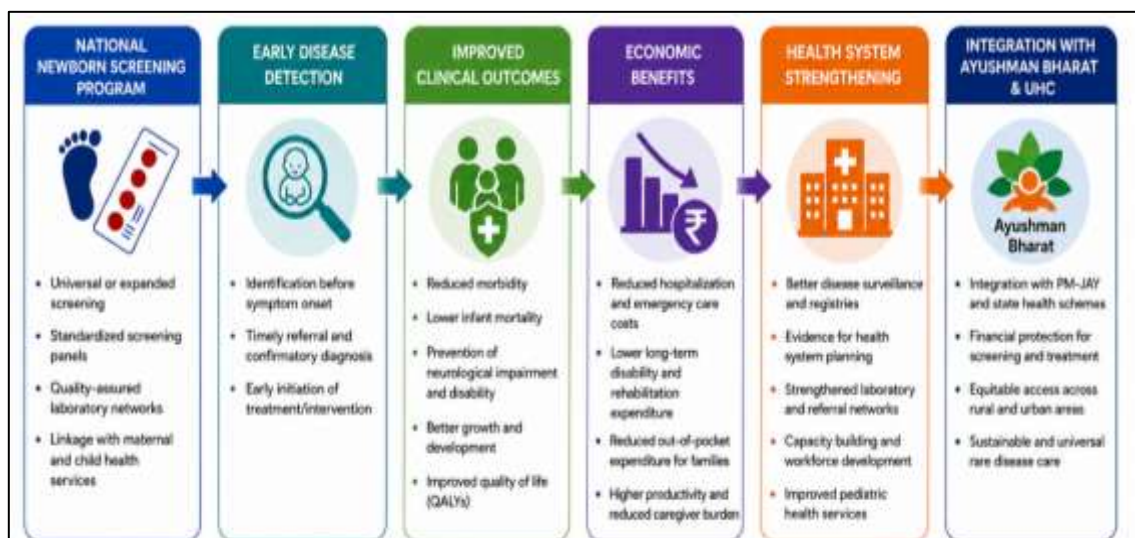 NATIONAL
NEWBORN SCREENING
PROGRAM
Universal or expanded
screening
Standardized screening
panels
Quality-assured
laboratory networks
Linkage with maternal
and child health
services
EARLY DISEASE
DETECTION
Identification before
symptom onset
Timely referral and
confirmatory diagnosis
Early initiation of
treatment/intervention
IMPROVED
CLINICAL OUTCOMES
Reduced morbidity
Lower infant mortality
Prevention of
neurological impairment
and disability
Better growth and
development
Improved quality of life
(QALYs)
ECONOMIC
BENEFITS
₹
Reduced hospitalization
and emergency care
costs
Lower long-term
disability and
rehabilitation
expenditure
Reduced out-of-pocket
expenditure for families
Higher productivity and
reduced caregiver burden
HEALTH SYSTEM
STRENGTHENING
Better disease surveillance
and registries
Evidence for health
system planning
Strengthened laboratory
and referral networks
Capacity building and
workforce development
Improved pediatric
health services
INTEGRATION WITH
AYUSHMAN BHARAT
& UHC
Ayushman
Bharat
Integration with PM-JAY
and state health schemes
Financial protection for
screening and treatment
Equitable access across
rural and urban areas
Sustainable and universal
rare disease care